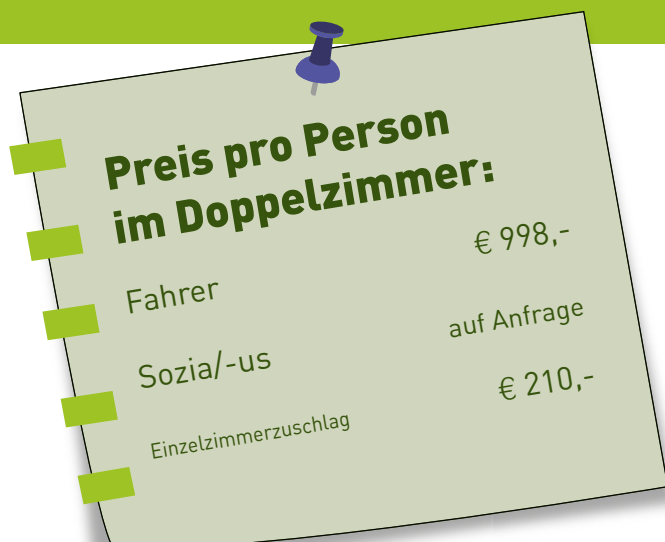 Preis pro Person
im Doppelzimmer:
Fahrer € 998,-
Sozia/-us auf Anfrage
Einzelzimmerzuschlag € 210,-